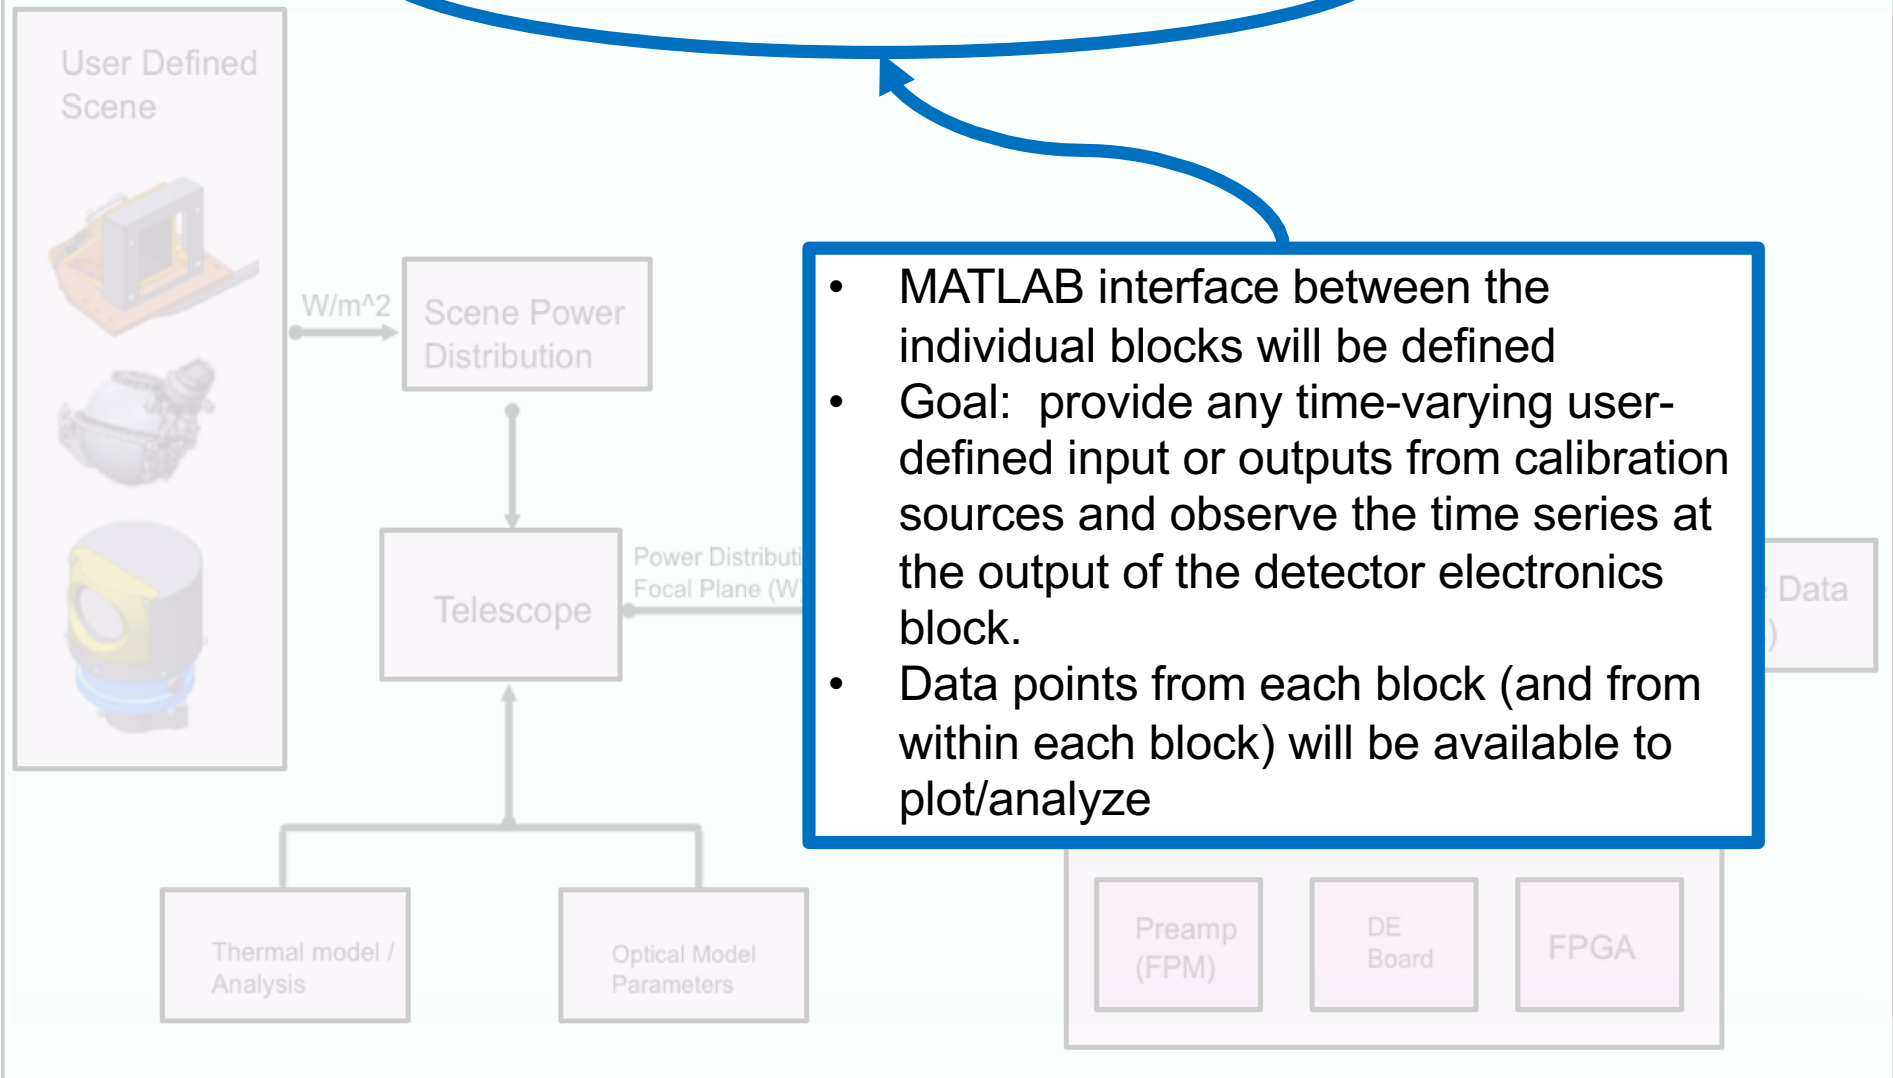 User Defined
Scene
W/m^2
Scene Power
Distribution
• MATLAB interface between the
individual blocks will be defined
• Goal:  provide any time-varying user-
defined input or outputs from calibration
sources and observe the time series at
the output of the detector electronics
block.
• Data points from each block (and from
within each block) will be available to
plot/analyze
Telescope
Power
Focal Plane (W
Data
)
Thermal model /
Analysis
Optical Model
Parameters
Preamp
(FPM)
DE
Board
FPGA